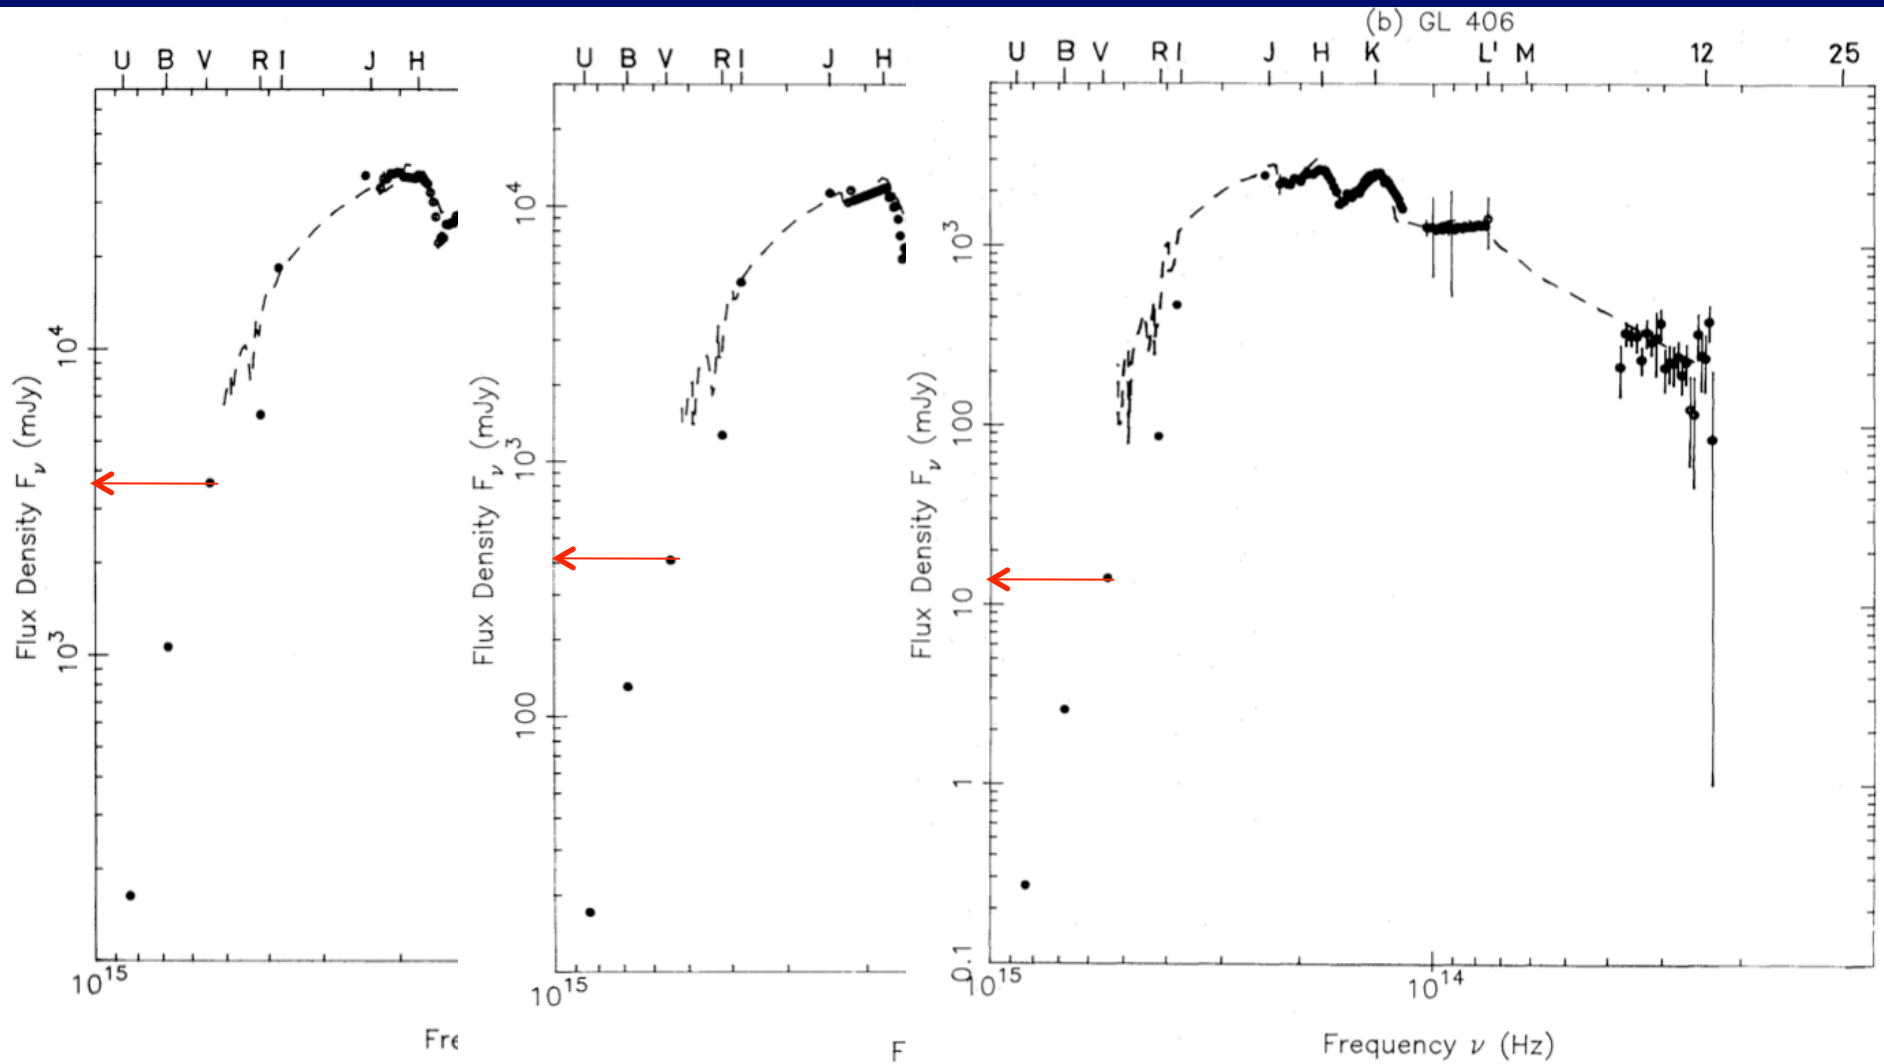 (b) GL 406
U B V R I J H
U B V R I J H
U B V R I J H K L' M 12 25
Flux Density F_ν (mJy)
10^4
10^3
10^15
Fre
Flux Density F_ν (mJy)
10^4
10^3
100
10^15
F
Flux Density F_ν (mJy)
10^3
100
10
1
0.1
10^15
10^14
Frequency ν (Hz)